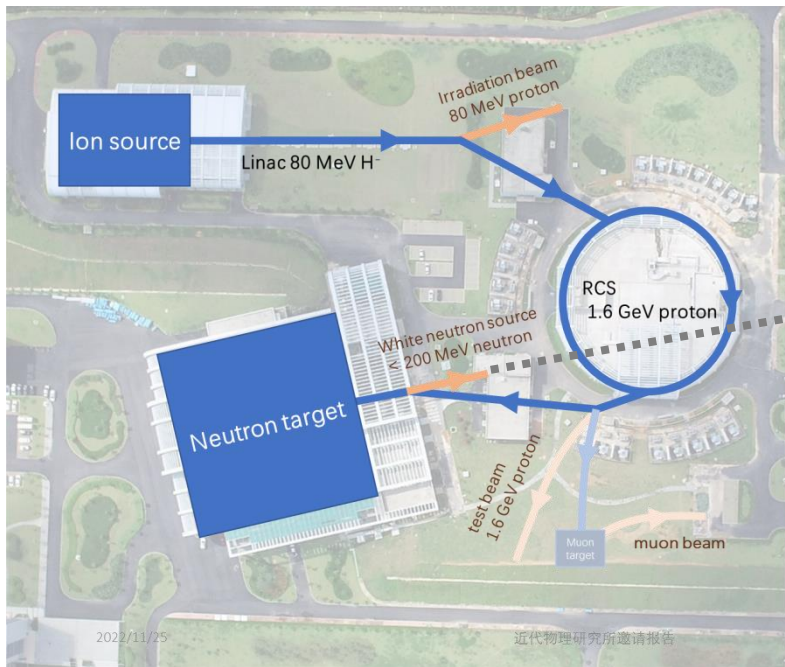 Ion source
Linac 80 MeV H⁻
Irradiation beam
80 MeV proton
RCS
1.6 GeV proton
White neutron source
< 200 MeV neutron
Neutron target
test beam
1.6 GeV proton
Muon
target
muon beam
2022/11/25
近代物理研究所邀请报告